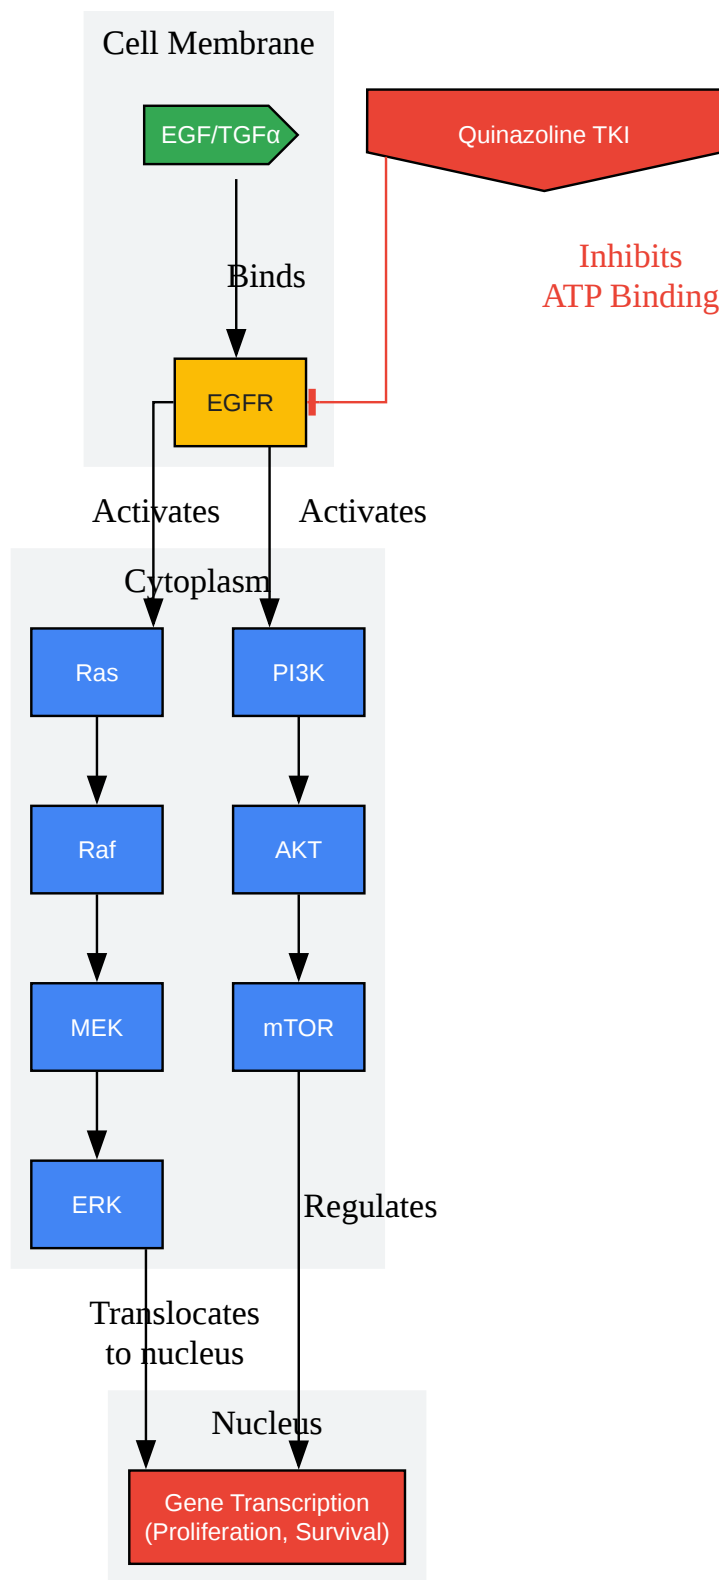 Cell Membrane
EGF/TGFα
Quinazoline TKI
Binds
Inhibits
ATP Binding
EGFR
Activates
Activates
Cytoplasm
Ras
PI3K
Raf
AKT
MEK
mTOR
ERK
Regulates
Translocates
to nucleus
Nucleus
Gene Transcription
(Proliferation, Survival)